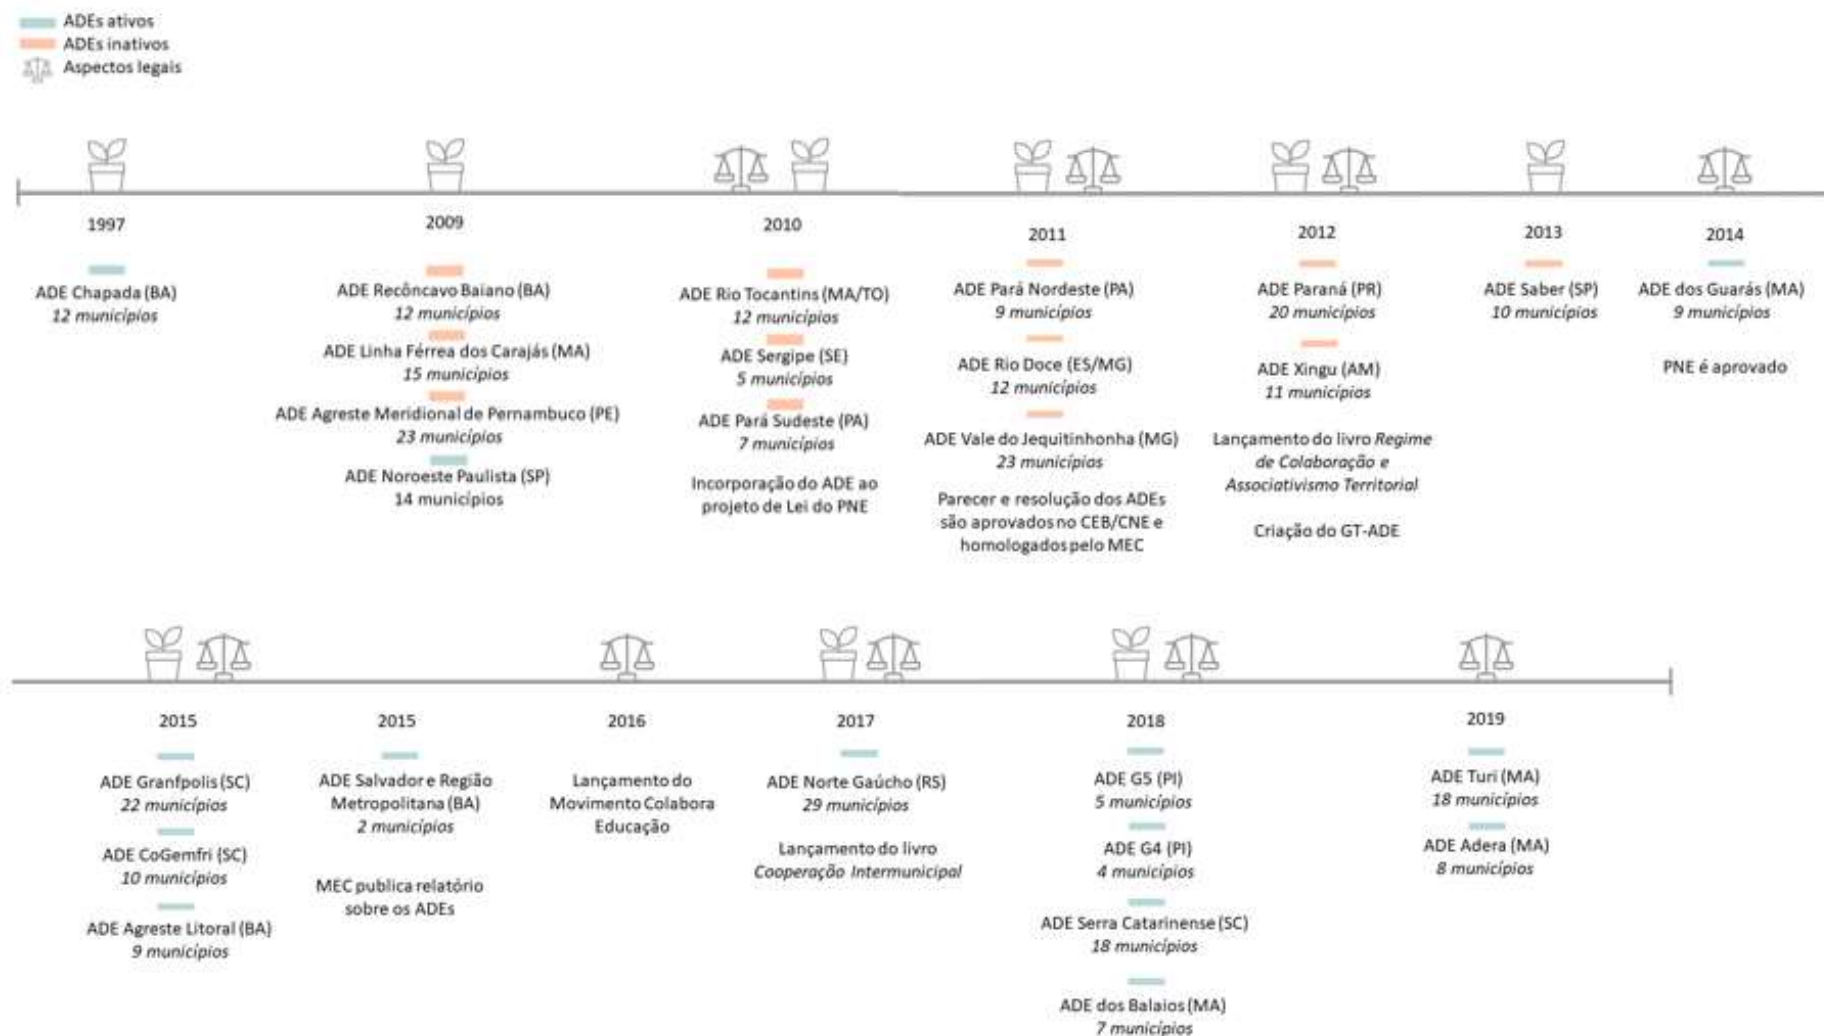 ADEs ativos
ADEs inativos
Aspectos legais
1997
ADE Chapada (BA)
12 municípios
2009
ADE Recôncavo Baiano (BA)
12 municípios
ADE Linha Férrea dos Carajás (MA)
15 municípios
ADE Agreste Meridional de Pernambuco (PE)
23 municípios
ADE Noroeste Paulista (SP)
14 municípios
2010
ADE Rio Tocantins (MA/TO)
12 municípios
ADE Sergipe (SE)
5 municípios
ADE Pará Sudeste (PA)
7 municípios
Incorporação do ADE ao
projeto de Lei do PNE
2011
ADE Pará Nordeste (PA)
9 municípios
ADE Rio Doce (ES/MG)
12 municípios
ADE Vale do Jequitinhonha (MG)
23 municípios
Parecer e resolução dos ADEs
são aprovados no CEB/CNE e
homologados pelo MEC
2012
ADE Paraná (PR)
20 municípios
ADE Xingu (AM)
11 municípios
Lançamento do livro Regime
de Colaboração e
Associativismo Territorial
Criação do GT-ADE
2013
ADE Saber (SP)
10 municípios
2014
ADE dos Guarás (MA)
9 municípios
PNE é aprovado
2015
ADE Granfpolis (SC)
22 municípios
ADE CoGemfri (SC)
10 municípios
ADE Agreste Litoral (BA)
9 municípios
2015
ADE Salvador e Região
Metropolitana (BA)
2 municípios
MEC publica relatório
sobre os ADEs
2016
Lançamento do
Movimento Colabora
Educação
2017
ADE Norte Gaúcho (RS)
29 municípios
Lançamento do livro
Cooperação Intermunicipal
2018
ADE G5 (PI)
5 municípios
ADE G4 (PI)
4 municípios
ADE Serra Catarinense (SC)
18 municípios
ADE dos Balaios (MA)
7 municípios
2019
ADE Turi (MA)
18 municípios
ADE Adera (MA)
8 municípios